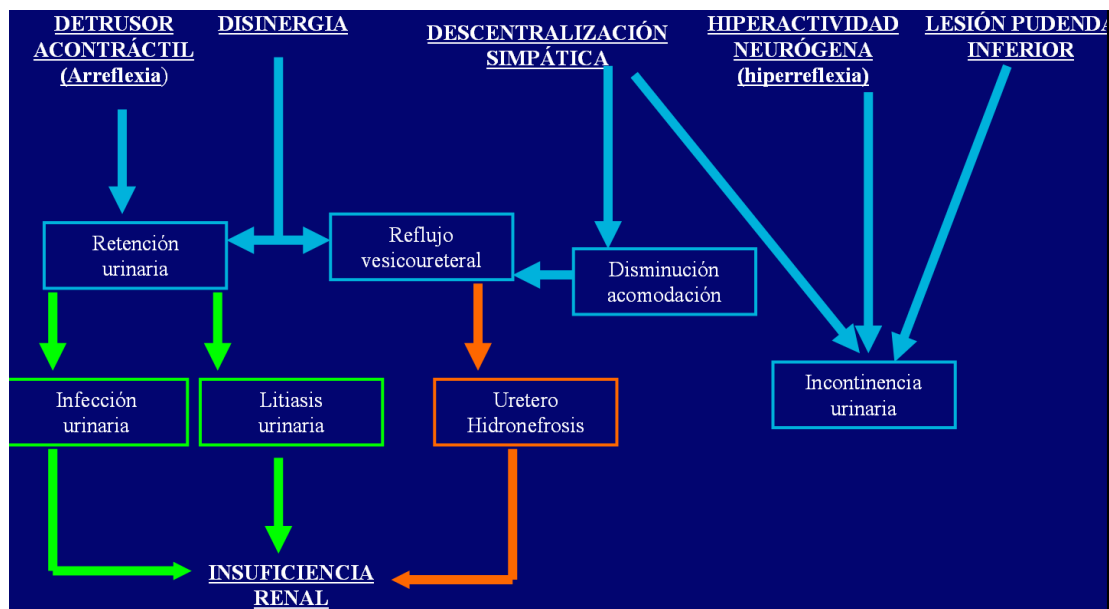 DETRUSOR
ACONTRÁCTIL
(Arreflexia)
DISINERGIA
DESCENTRALIZACIÓN
SIMPÁTICA
HIPERACTIVIDAD
NEURÓGENA
(hiperreflexia)
LESIÓN PUDENDA
INFERIOR
Retención
urinaria
Reflujo
vesicoureteral
Disminución
acomodación
Infección
urinaria
Litiasis
urinaria
Uretero
Hidronefrosis
Incontinencia
urinaria
INSUFICIENCIA
RENAL